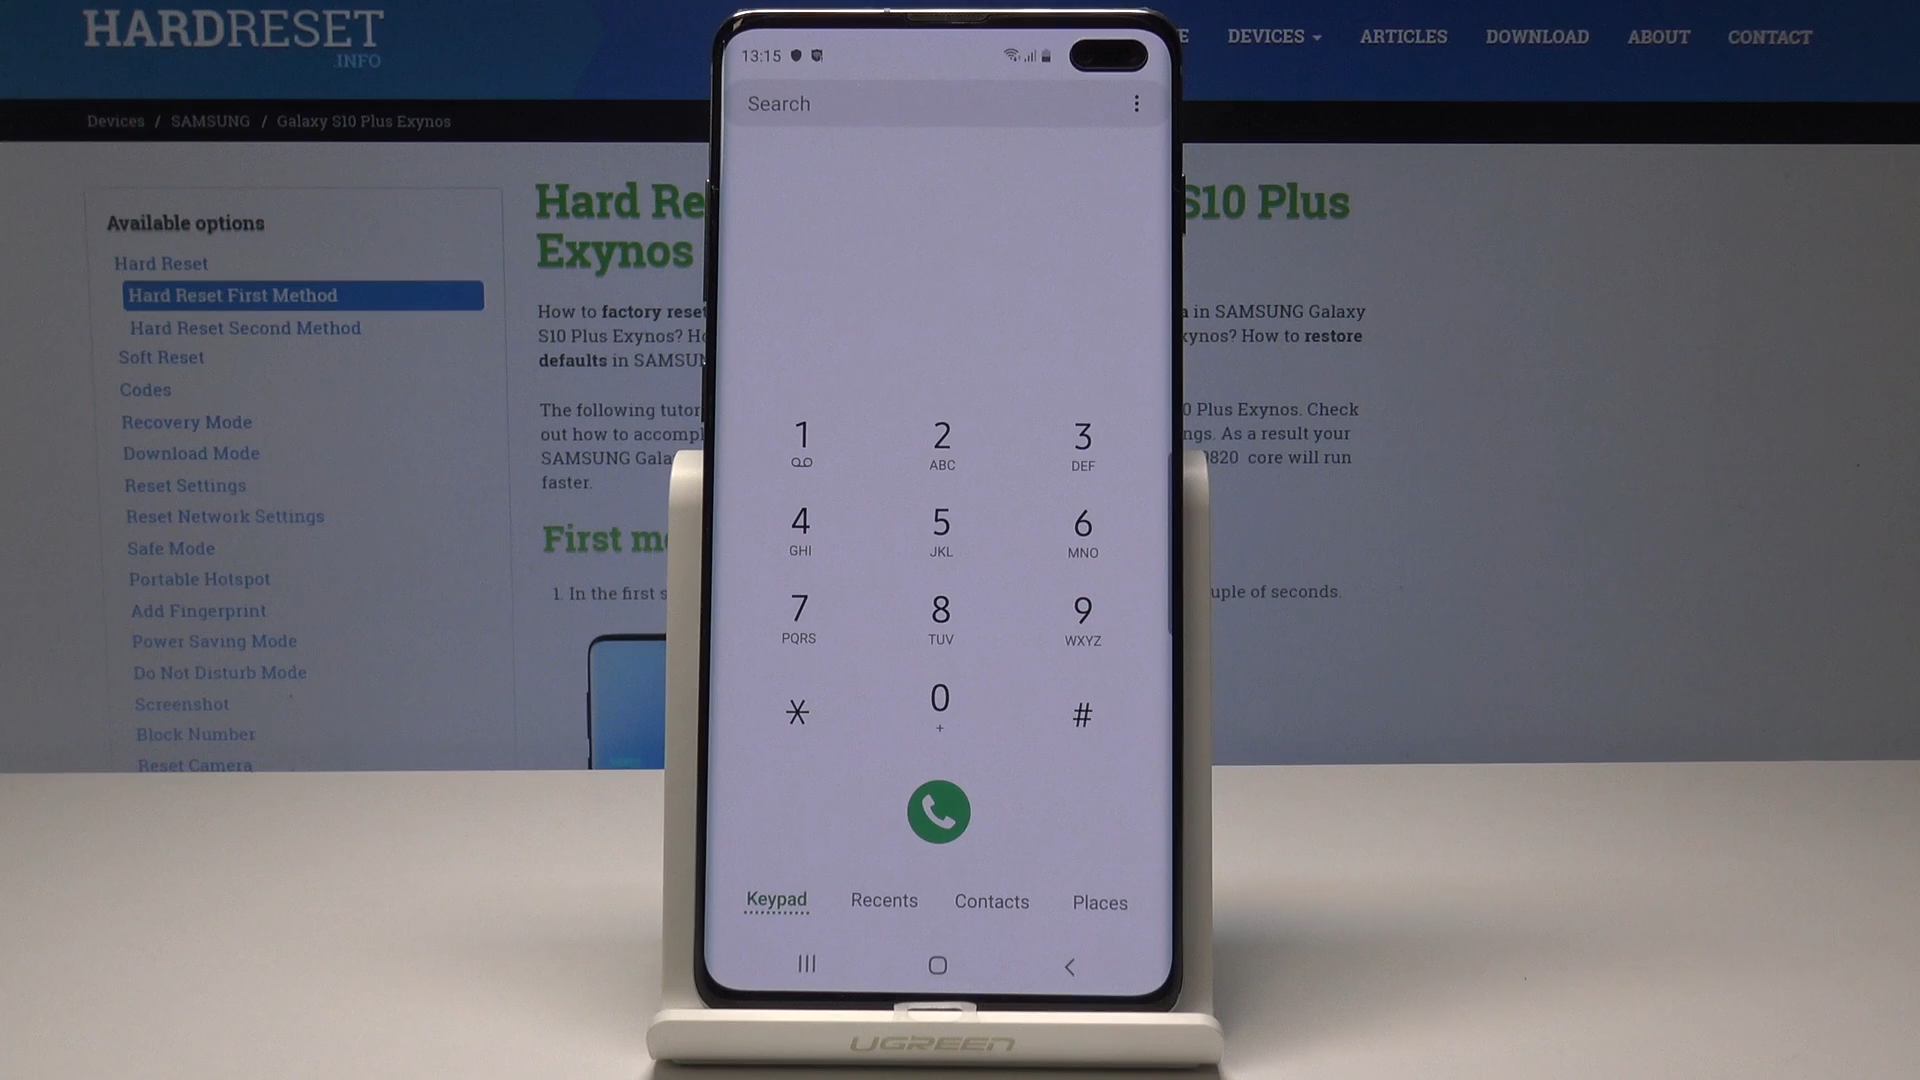 HARDRESET
.INFO
DEVICES
ARTICLES
DOWNLOAD
ABOUT
CONTACT
Devices / SAMSUNG / Galaxy S10 Plus Exynos
Available options
Hard Reset
Hard Reset First Method
Hard Reset Second Method
Soft Reset
Codes
Recovery Mode
Download Mode
Reset Settings
Reset Network Settings
Safe Mode
Portable Hotspot
Add Fingerprint
Power Saving Mode
Do Not Disturb Mode
Screenshot
Block Number
Reset Camera
Hard Re
S10 Plus
Exynos
How to factory reset
in SAMSUNG Galaxy
S10 Plus Exynos?
How to restore
defaults in SAMSU
The following tutor
0 Plus Exynos. Check
out how to accompl
ngs. As a result your
SAMSUNG Gala
9820 core will run
faster.
First me
1. In the first s
uple of seconds.
13:15
Search
1
2
ABC
3
DEF
4
GHI
5
JKL
6
MNO
7
PQRS
8
TUV
9
WXYZ
*
0
+
#
Keypad
Recents
Contacts
Places
UGREEN